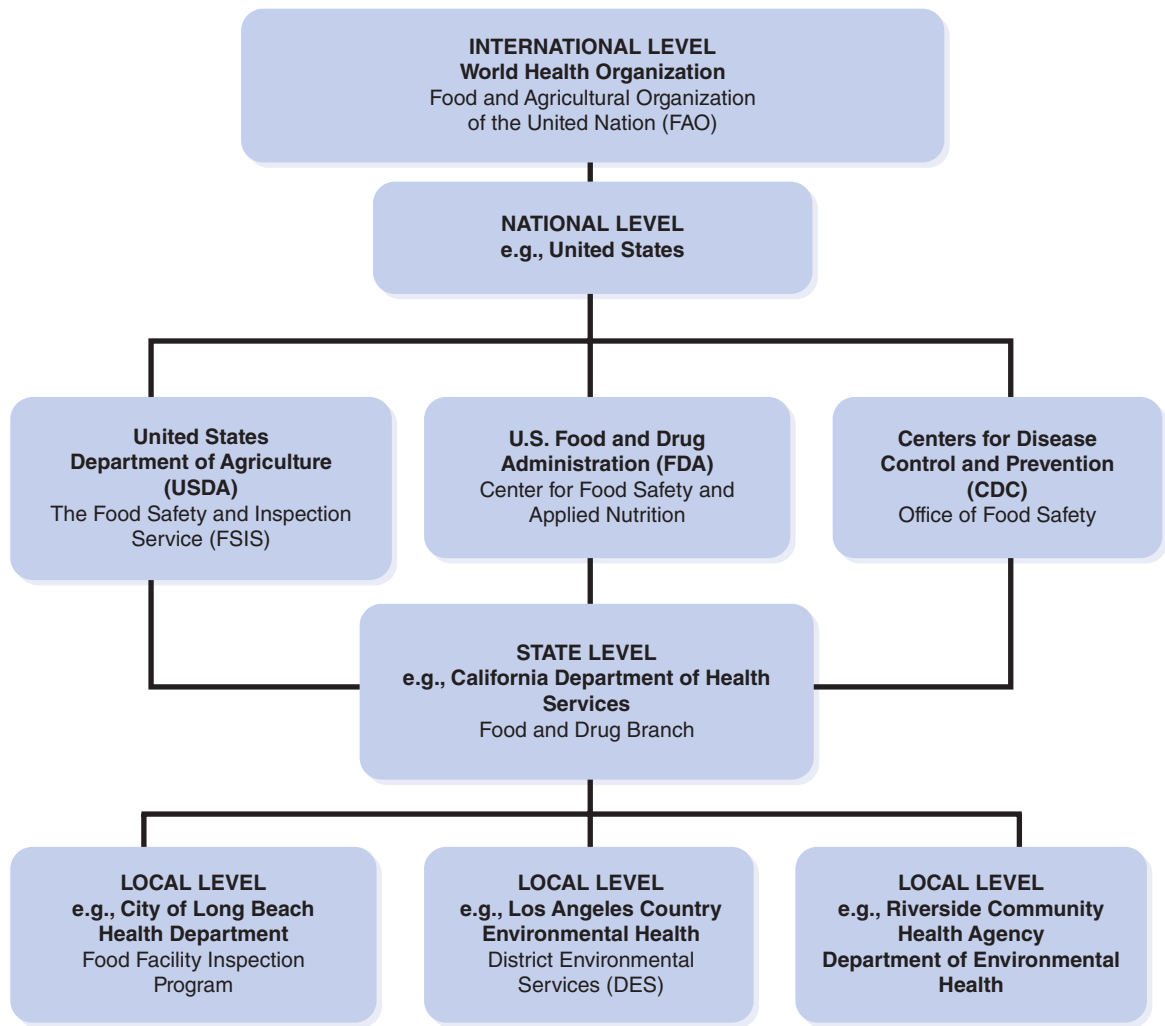 INTERNATIONAL LEVEL
World Health Organization
Food and Agricultural Organization
of the United Nation (FAO)
NATIONAL LEVEL
e.g., United States
United States
Department of Agriculture
(USDA)
The Food Safety and Inspection
Service (FSIS)
U.S. Food and Drug
Administration (FDA)
Center for Food Safety and
Applied Nutrition
Centers for Disease
Control and Prevention
(CDC)
Office of Food Safety
STATE LEVEL
e.g., California Department of Health
Services
Food and Drug Branch
LOCAL LEVEL
e.g., City of Long Beach
Health Department
Food Facility Inspection
Program
LOCAL LEVEL
e.g., Los Angeles Country
Environmental Health
District Environmental
Services (DES)
LOCAL LEVEL
e.g., Riverside Community
Health Agency
Department of Environmental
Health